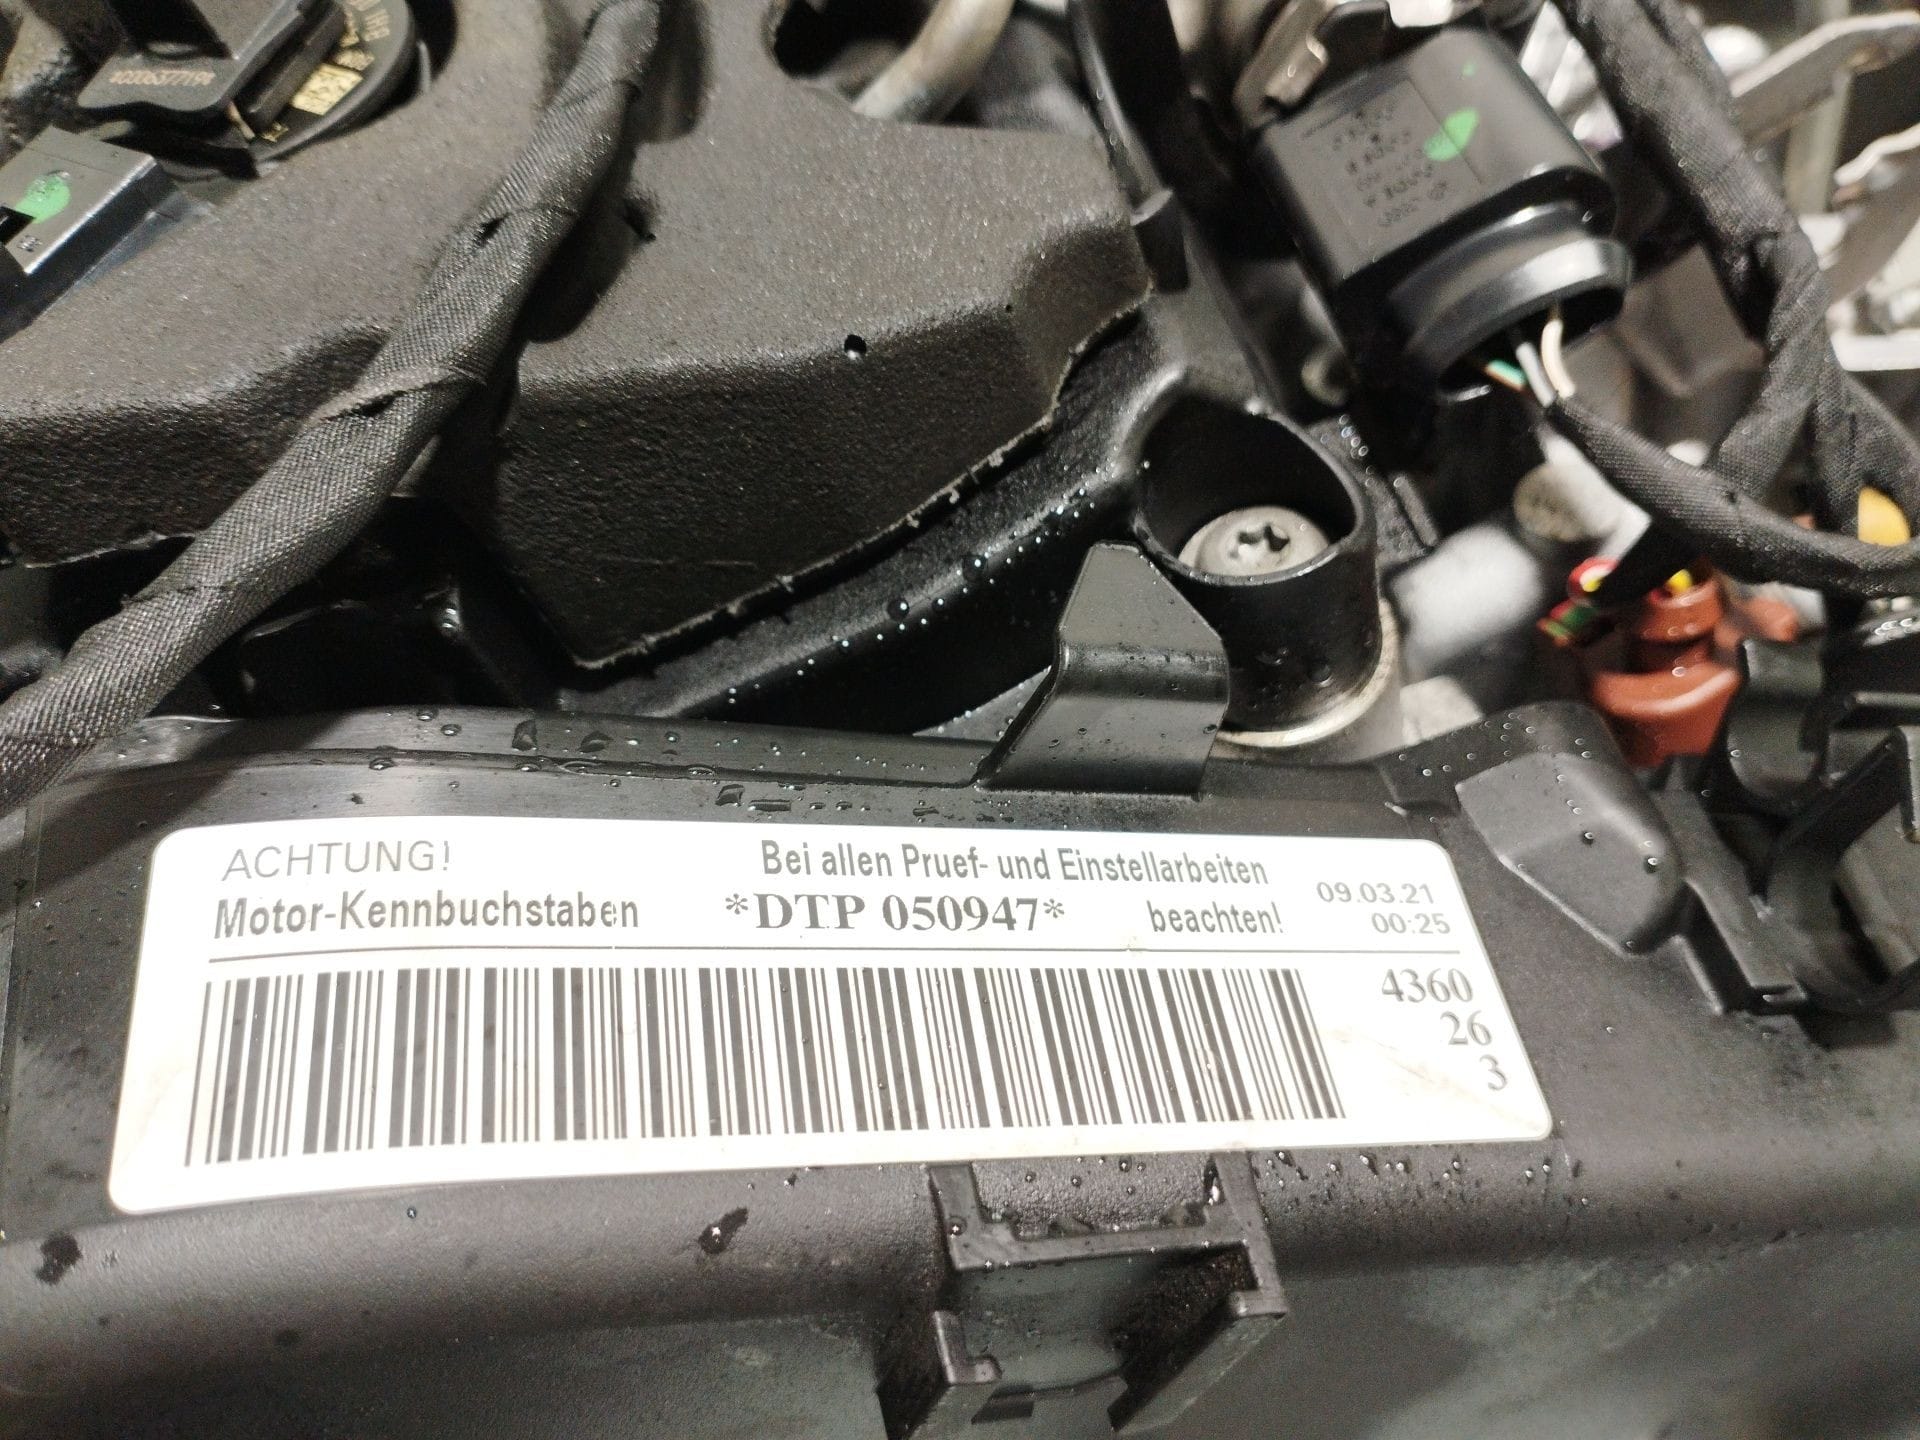 ACHTUNG! Bei allen Pruef- und Einstellarbeiten
Motor-Kennbuchstaben *DTP 050947* beachten!
09.03.21
00:25
4360
26
3